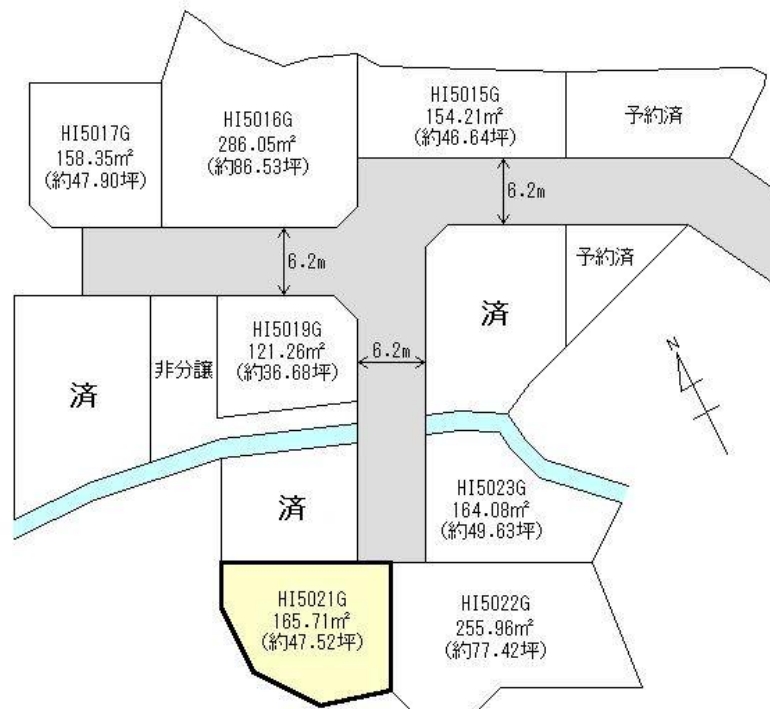 HI5017G
158.35㎡
(約47.90坪)
HI5016G
286.05㎡
(約86.53坪)
HI5015G
154.21㎡
(約46.64坪)
予約済
6.2m
6.2m
予約済
済
済
非分譲
HI5019G
121.26㎡
(約36.68坪)
6.2m
N
済
HI5023G
164.08㎡
(約49.63坪)
HI5021G
165.71㎡
(約47.52坪)
HI5022G
255.96㎡
(約77.42坪)